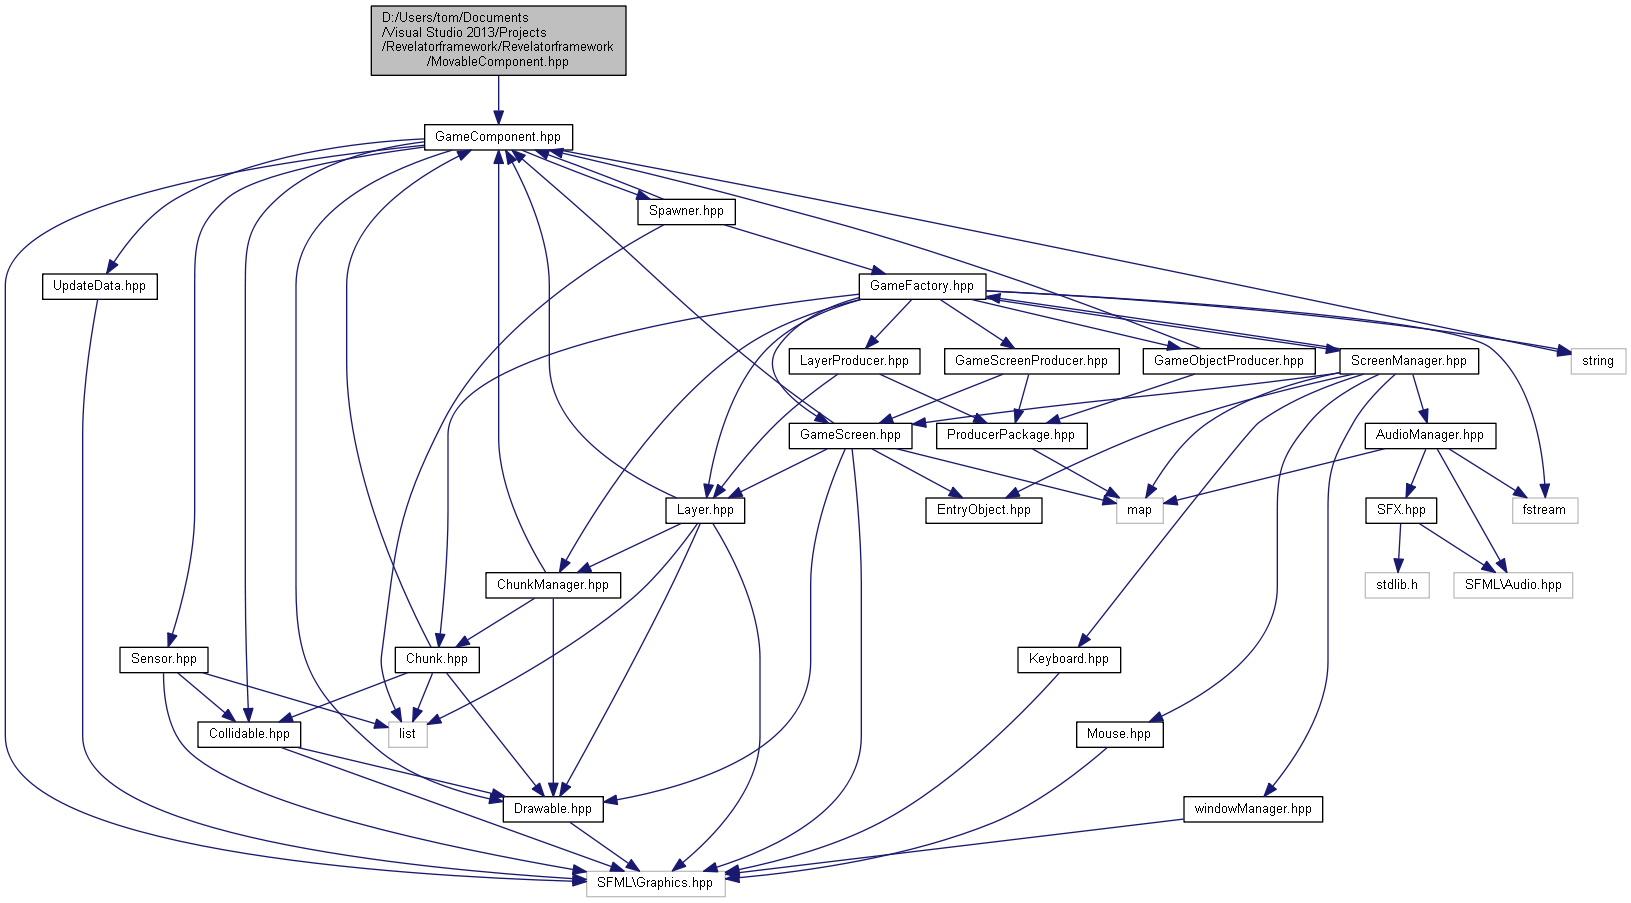 D:/Users/tom/Documents
/Visual Studio 2013/Projects
/Revelatorframework/Revelatorframework
/MovableComponent.hpp
GameComponent.hpp
Spawner.hpp
UpdateData.hpp
GameFactory.hpp
LayerProducer.hpp
GameScreenProducer.hpp
GameObjectProducer.hpp
ScreenManager.hpp
string
GameScreen.hpp
ProducerPackage.hpp
AudioManager.hpp
Layer.hpp
EntryObject.hpp
map
SFX.hpp
fstream
ChunkManager.hpp
stdlib.h
SFML\Audio.hpp
Sensor.hpp
Chunk.hpp
Keyboard.hpp
Collidable.hpp
list
Mouse.hpp
Drawable.hpp
windowManager.hpp
SFML\Graphics.hpp